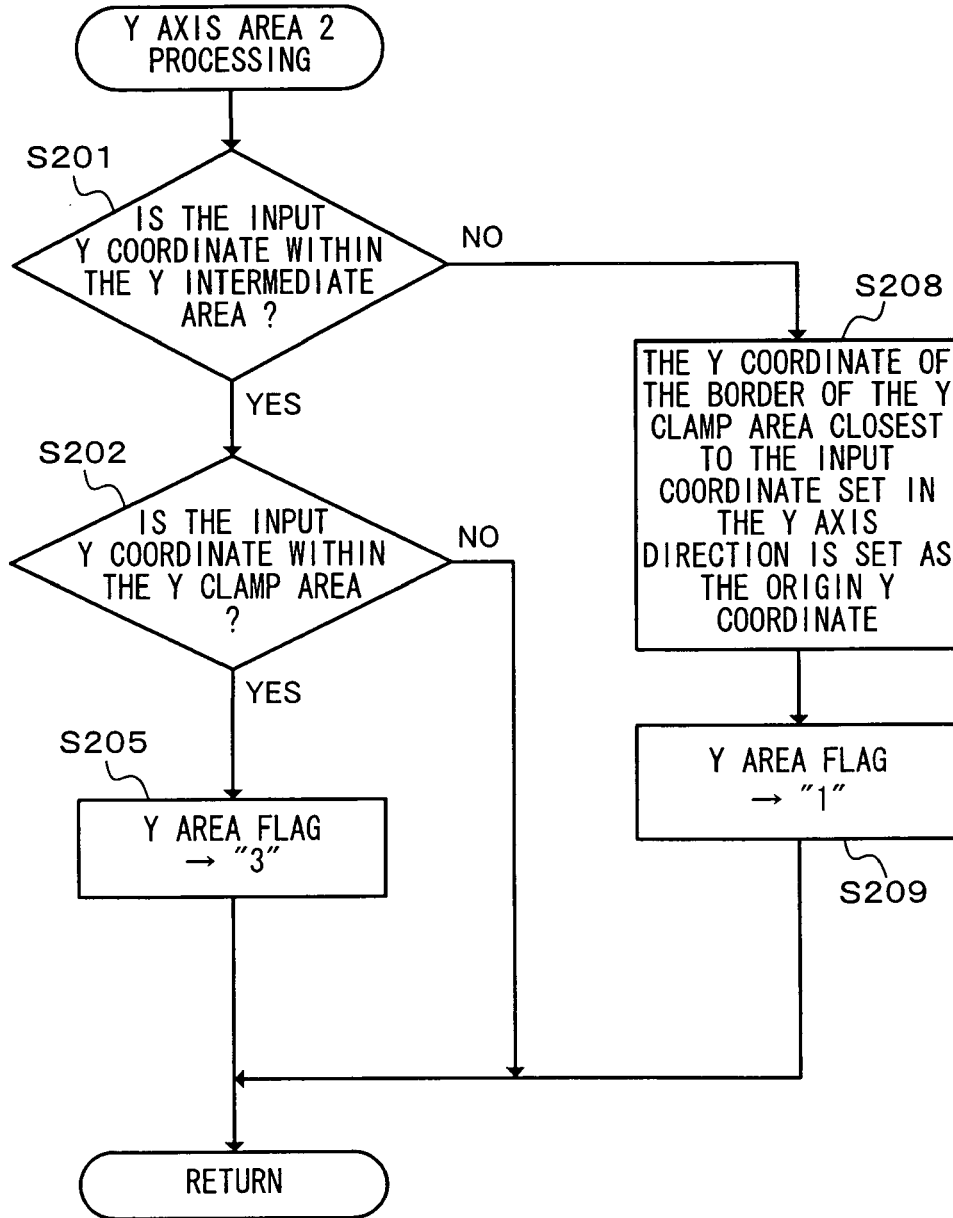 Y AXIS AREA 2
PROCESSING
S201
IS THE INPUT
Y COORDINATE WITHIN
THE Y INTERMEDIATE
AREA ?
NO
YES
S208
THE Y COORDINATE OF
THE BORDER OF THE Y
CLAMP AREA CLOSEST
TO THE INPUT
COORDINATE SET IN
THE Y AXIS
DIRECTION IS SET AS
THE ORIGIN Y
COORDINATE
S202
IS THE INPUT
Y COORDINATE WITHIN
THE Y CLAMP AREA
?
NO
YES
S205
Y AREA FLAG
→ "3"
Y AREA FLAG
→ "1"
S209
RETURN